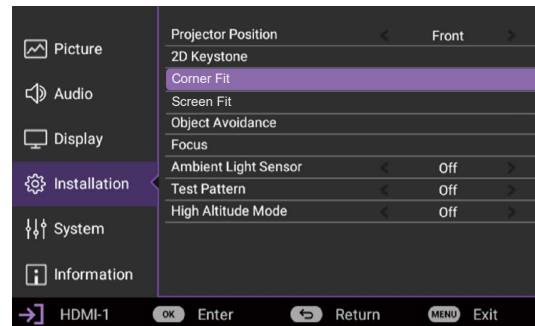 Picture
Audio
Display
Installation
System
Information
Projector Position Front
2D Keystone
Corner Fit
Screen Fit
Object Avoidance
Focus
Ambient Light Sensor Off
Test Pattern Off
High Altitude Mode Off
HDMI-1 OK Enter Return MENU Exit